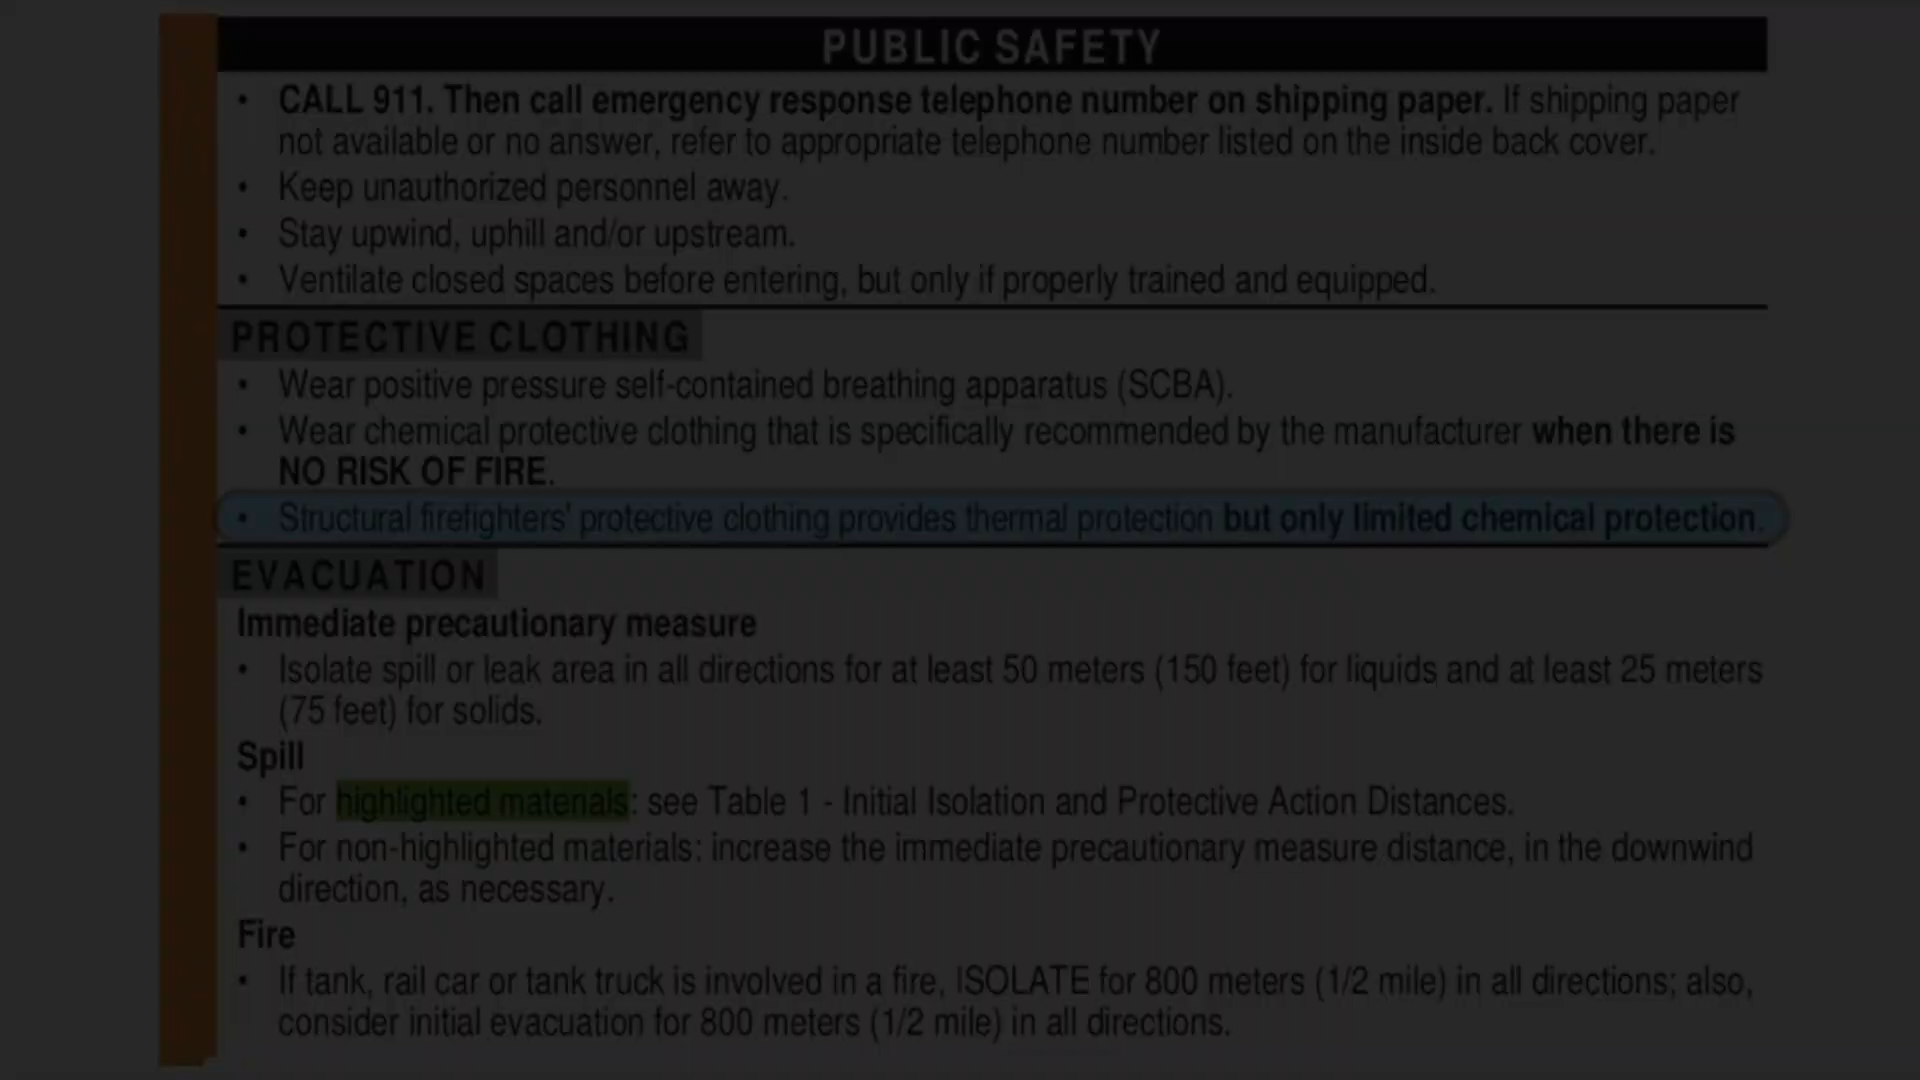 PUBLIC SAFETY
• CALL 911. Then call emergency response telephone number on shipping paper. If shipping paper
not available or no answer, refer to appropriate telephone number listed on the inside back cover.
• Keep unauthorized personnel away.
• Stay upwind, uphill and/or upstream.
• Ventilate closed spaces before entering, but only if properly trained and equipped.
PROTECTIVE CLOTHING
• Wear positive pressure self-contained breathing apparatus (SCBA).
• Wear chemical protective clothing that is specifically recommended by the manufacturer when there is
NO RISK OF FIRE.
• Structural firefighters' protective clothing provides thermal protection but only limited chemical protection.
EVACUATION
Immediate precautionary measure
• Isolate spill or leak area in all directions for at least 50 meters (150 feet) for liquids and at least 25 meters
(75 feet) for solids.
Spill
• For highlighted materials: see Table 1 - Initial Isolation and Protective Action Distances.
• For non-highlighted materials: increase the immediate precautionary measure distance, in the downwind
direction, as necessary.
Fire
• If tank, rail car or tank truck is involved in a fire, ISOLATE for 800 meters (1/2 mile) in all directions; also,
consider initial evacuation for 800 meters (1/2 mile) in all directions.